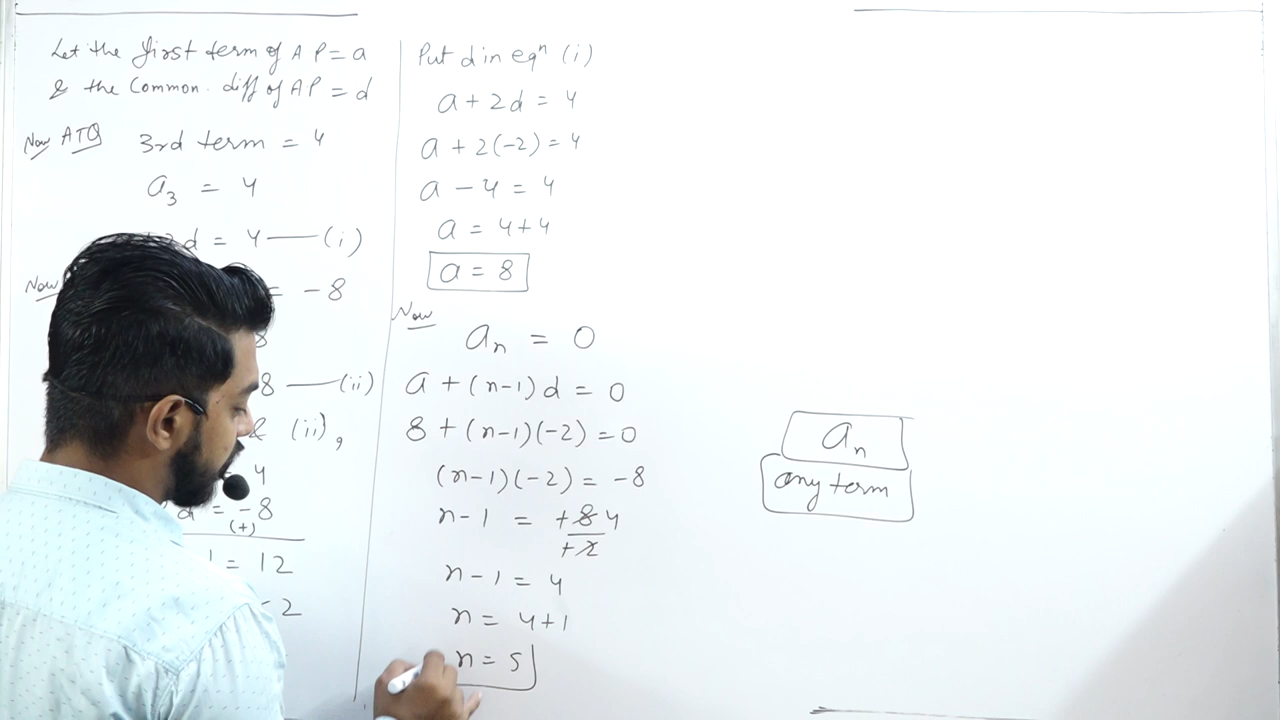 Let the first term of AP = a
& the Common diff of AP = d
Now ATQ 3rd term = 4
a₃ = 4
2d = 4 — (i)
Now = -8
8
8 — (ii)
& (ii),
= 4
d = -8
(+)
= 12
2
Put d in eqⁿ (i)
a + 2d = 4
a + 2(-2) = 4
a - 4 = 4
a = 4+4
a = 8
Now
aₙ = 0
a + (n-1)d = 0
8 + (n-1)(-2) = 0
(n-1)(-2) = -8
n-1 = +8 4
+2
n-1 = 4
n = 4+1
n = 5
aₙ
any term